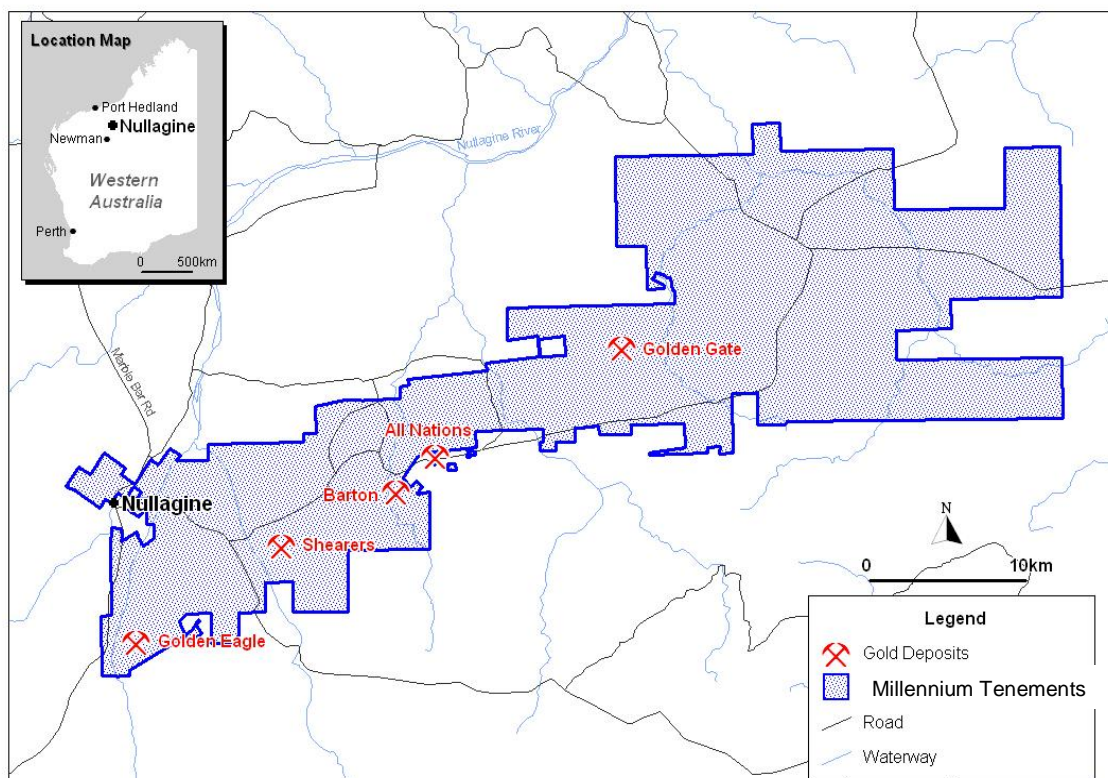 Location Map
Port Hedland
Nullagine
Newman
Western
Australia
Perth
0 500km
Nullagine River
Marble Bar Rd
Golden Gate
All Nations
Barton
Nullagine
Shearers
Golden Eagle
N
0 10km
Legend
Gold Deposits
Millennium Tenements
Road
Waterway